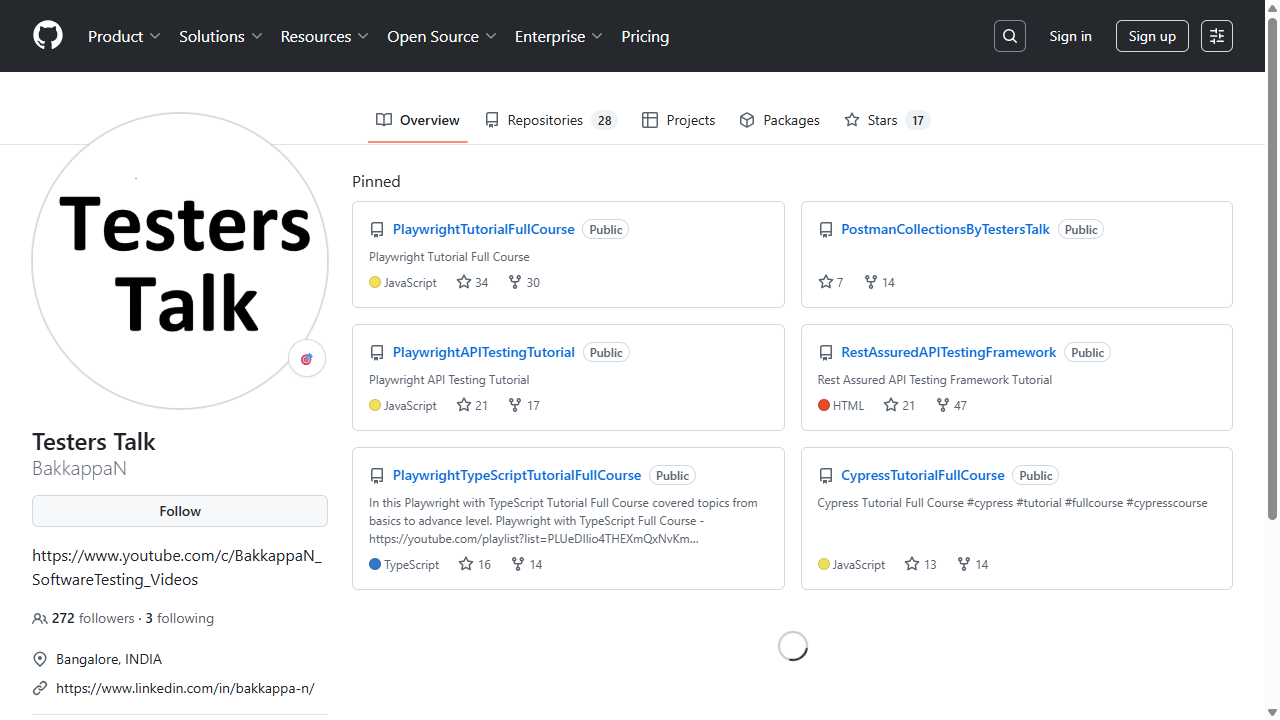 Product
Solutions
Resources
Open Source
Enterprise
Pricing
Sign in
Sign up
Overview
Repositories 28
Projects
Packages
Stars 17
Testers
Talk
Testers Talk
BakkappaN
Follow
https://www.youtube.com/c/BakkappaN_
SoftwareTesting_Videos
272 followers · 3 following
Bangalore, INDIA
https://www.linkedin.com/in/bakkappa-n/
Pinned
PlaywrightTutorialFullCourse Public
Playwright Tutorial Full Course
JavaScript 34 30
PostmanCollectionsByTestersTalk Public
7 14
PlaywrightAPITestingTutorial Public
Playwright API Testing Tutorial
JavaScript 21 17
RestAssuredAPITestingFramework Public
Rest Assured API Testing Framework Tutorial
HTML 21 47
PlaywrightTypeScriptTutorialFullCourse Public
In this Playwright with TypeScript Tutorial Full Course covered topics from
basics to advance level. Playwright with TypeScript Full Course -
https://youtube.com/playlist?list=PLUeDIlio4THEXmQxNvKm...
TypeScript 16 14
CypressTutorialFullCourse Public
Cypress Tutorial Full Course #cypress #tutorial #fullcourse #cypresscourse
JavaScript 13 14